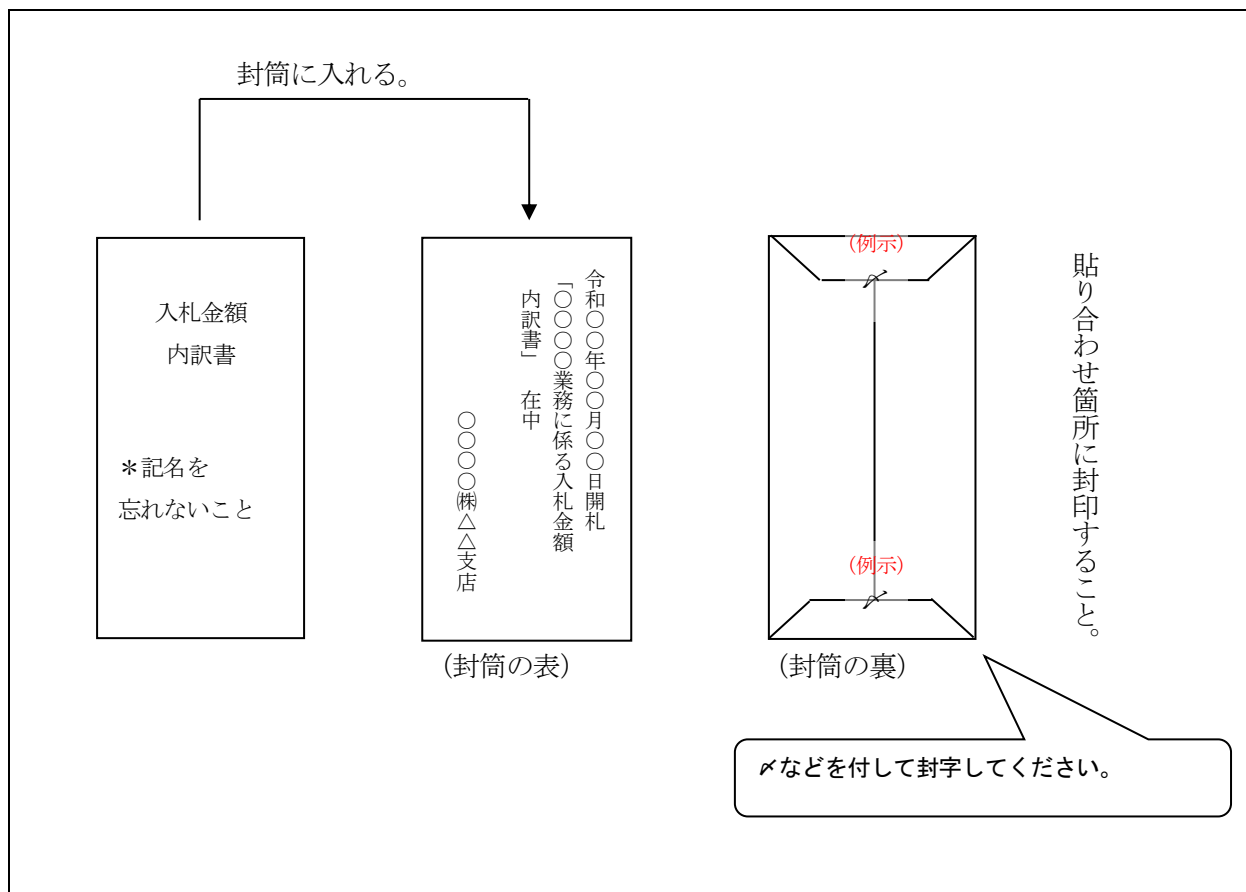 封筒に入れる。
入札金額
内訳書
＊記名を
忘れないこと
令和〇〇年〇〇月〇〇日開札
「〇〇〇〇業務に係る入札金額
内訳書」　在中
〇〇〇〇㈱△△支店
(封筒の表)
(例示)
〆
(例示)
〆
(封筒の裏)
貼り合わせ箇所に封印すること。
〆などを付して封字してください。